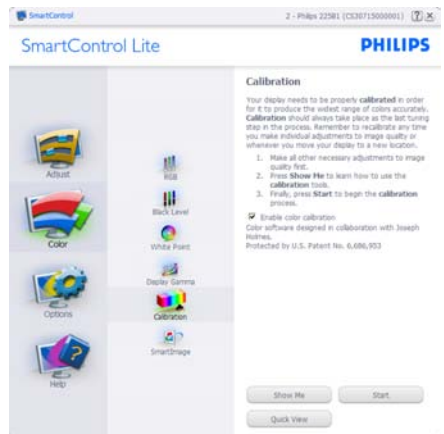 SmartControl
2 - Philips 225B1 (CS30715000001)
SmartControl Lite
PHILIPS
Adjust
Color
Options
Help
RGB
Black Level
White Point
Display Gamma
Calibration
SmartImage
Calibration
Your display needs to be properly calibrated in order
for it to produce the widest range of colors accurately.
Calibration should always take place as the last tuning
step in the process. Remember to recalibrate any time
you make individual adjustments to image quality or
whenever you move your display to a new location.
1. Make all other necessary adjustments to image
quality first.
2. Press Show Me to learn how to use the
calibration tools.
3. Finally, press Start to begin the calibration
process.
Enable color calibration
Color software designed in collaboration with Joseph
Holmes.
Protected by U.S. Patent No. 6,686,953
Show Me
Start
Quick View